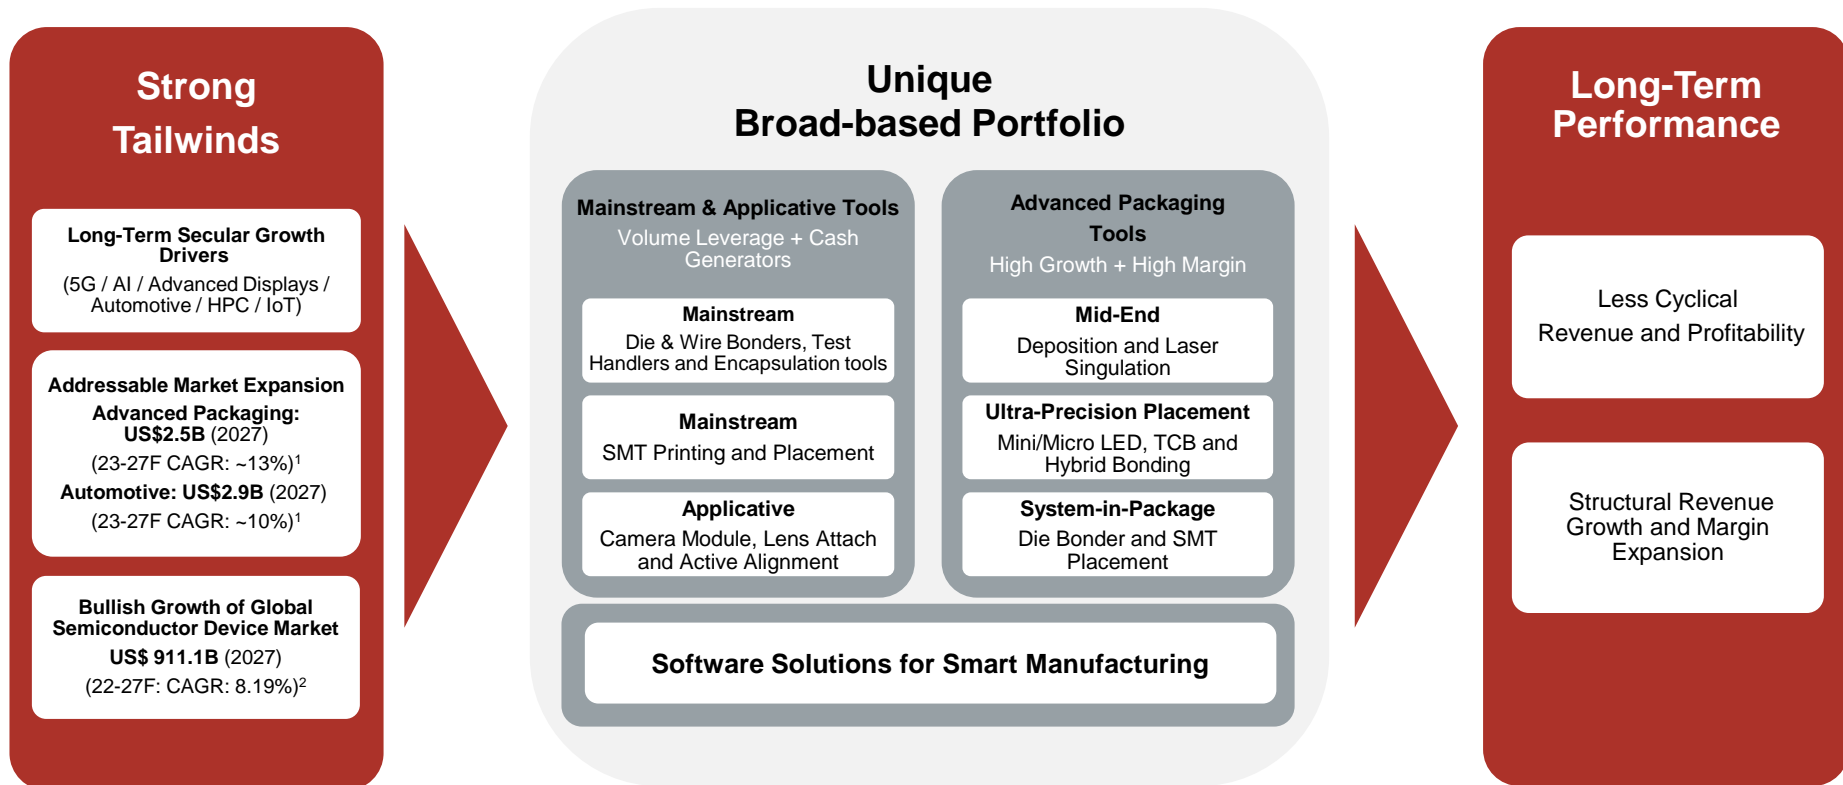 Strong
Tailwinds
Long-Term Secular Growth
Drivers
(5G / AI / Advanced Displays /
Automotive / HPC / IoT)
Addressable Market Expansion
Advanced Packaging:
US$2.5B (2027)
(23-27F CAGR: ~13%)¹
Automotive: US$2.9B (2027)
(23-27F CAGR: ~10%)¹
Bullish Growth of Global
Semiconductor Device Market
US$ 911.1B (2027)
(22-27F: CAGR: 8.19%)²
Unique
Broad-based Portfolio
Mainstream & Applicative Tools
Volume Leverage + Cash
Generators
Mainstream
Die & Wire Bonders, Test
Handlers and Encapsulation tools
Mainstream
SMT Printing and Placement
Applicative
Camera Module, Lens Attach
and Active Alignment
Advanced Packaging
Tools
High Growth + High Margin
Mid-End
Deposition and Laser
Singulation
Ultra-Precision Placement
Mini/Micro LED, TCB and
Hybrid Bonding
System-in-Package
Die Bonder and SMT
Placement
Software Solutions for Smart Manufacturing
Long-Term
Performance
Less Cyclical
Revenue and Profitability
Structural Revenue
Growth and Margin
Expansion